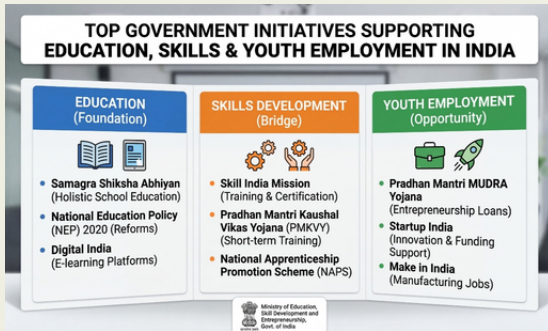 TOP GOVERNMENT INITIATIVES SUPPORTING
EDUCATION, SKILLS & YOUTH EMPLOYMENT IN INDIA
EDUCATION
(Foundation)
• Samagra Shiksha Abhiyan
(Holistic School Education)
• National Education Policy
(NEP) 2020 (Reforms)
• Digital India
(E-learning Platforms)
SKILLS DEVELOPMENT
(Bridge)
• Skill India Mission
(Training & Certification)
• Pradhan Mantri Kaushal
Vikas Yojana (PMKVY)
(Short-term Training)
• National Apprenticeship
Promotion Scheme (NAPS)
YOUTH EMPLOYMENT
(Opportunity)
• Pradhan Mantri MUDRA
Yojana
(Entrepreneurship Loans)
• Startup India
(Innovation & Funding
Support)
• Make in India
(Manufacturing Jobs)
Ministry of Education,
Skill Development and
Entrepreneurship,
Govt. of India